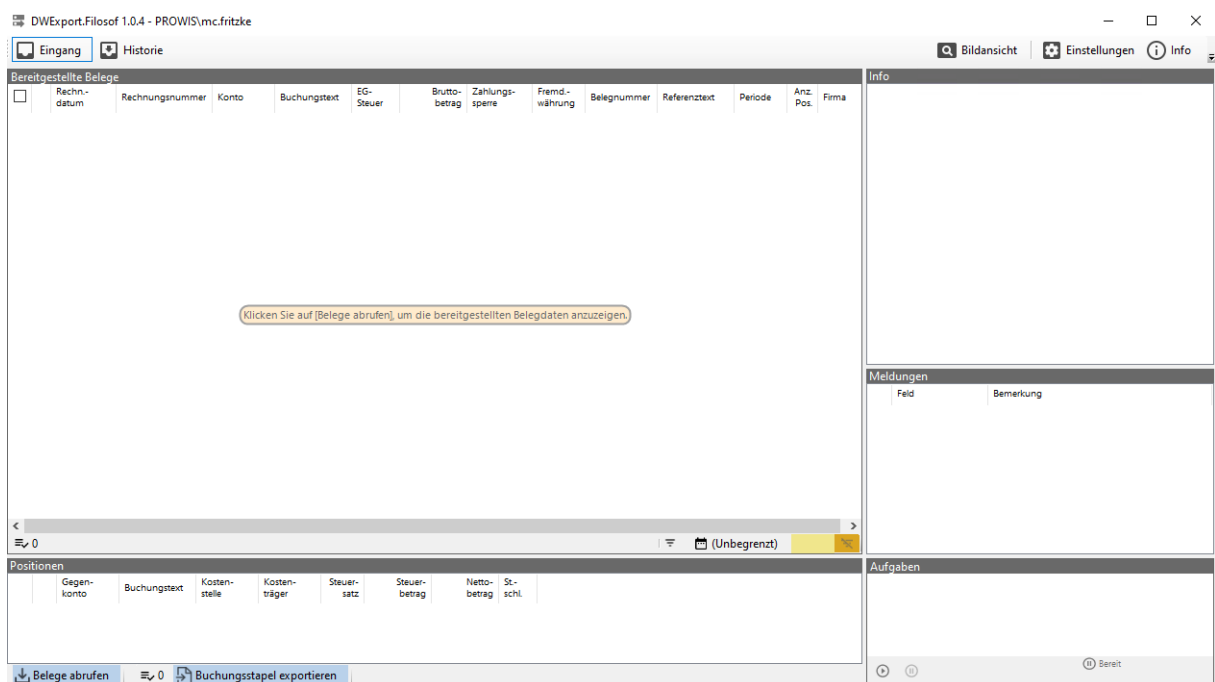 DWExport.Filosof 1.0.4 - PROWIS\mc.fritzke
Eingang Historie Bildansicht Einstellungen Info
Bereitgestellte Belege
Rechn.-datum Rechnungsnummer Konto Buchungstext EG-Steuer Brutto-betrag Zahlungs-sperre Fremd.-währung Belegnummer Referenztext Periode Anz. Pos. Firma
Klicken Sie auf [Belege abrufen], um die bereitgestellten Belegdaten anzuzeigen.
0 (Unbegrenzt)
Info
Meldungen
Feld Bemerkung
Positionen
Gegen-konto Buchungstext Kosten-stelle Kosten-träger Steuer-satz Steuer-betrag Netto-betrag St.-schl.
Aufgaben
Belege abrufen 0 Buchungsstapel exportieren
Bereit